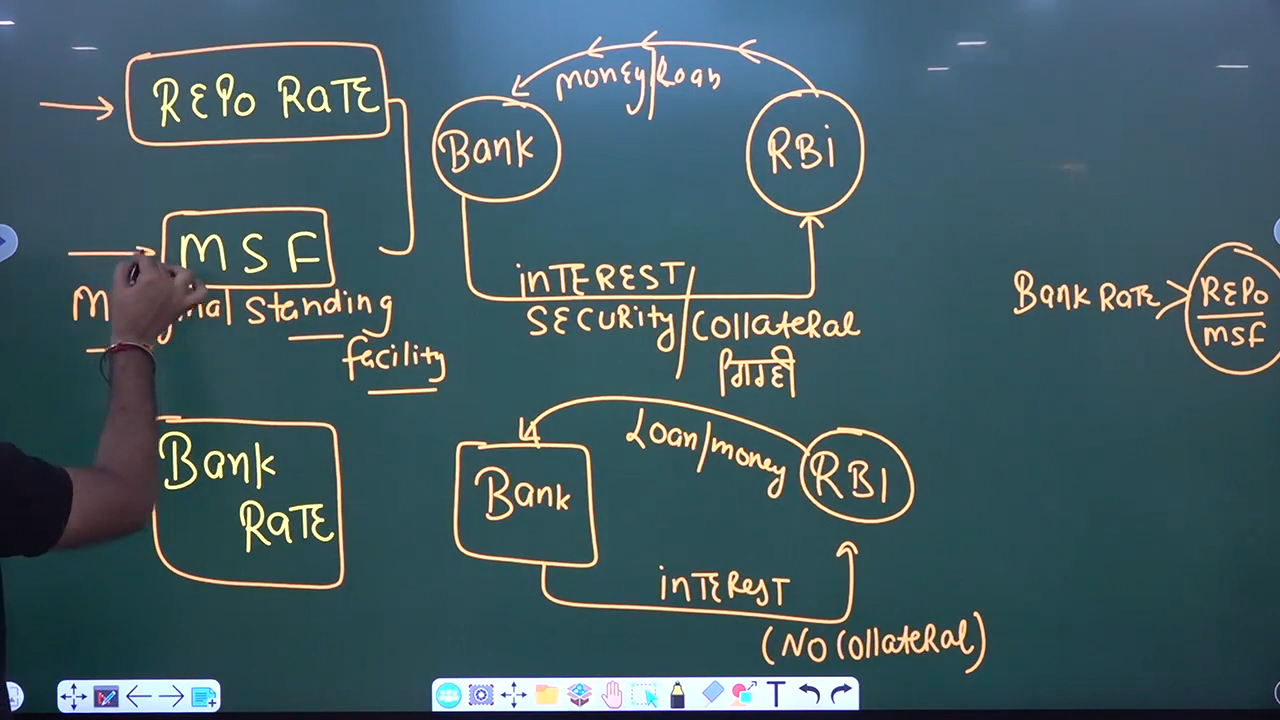 REPO RATE
MONEY/Loan
Bank
RBI
MSF
Standing
facility
INTEREST
SECURITY/Collateral
गिरवी
Bank RATE > REPO
MSF
Bank
RATE
Loan/money
Bank
RBI
INTEREST
(NO Collateral)
T